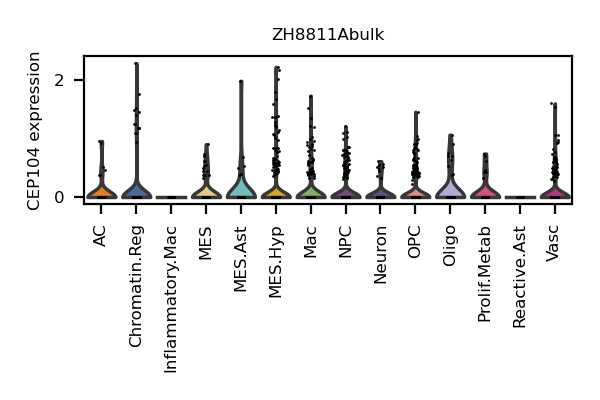 ZH8811Abulk
CEP104 expression
2
0
AC
Chromatin.Reg
Inflammatory.Mac
MES
MES.Ast
MES.Hyp
Mac
NPC
Neuron
OPC
Oligo
Prolif.Metab
Reactive.Ast
Vasc